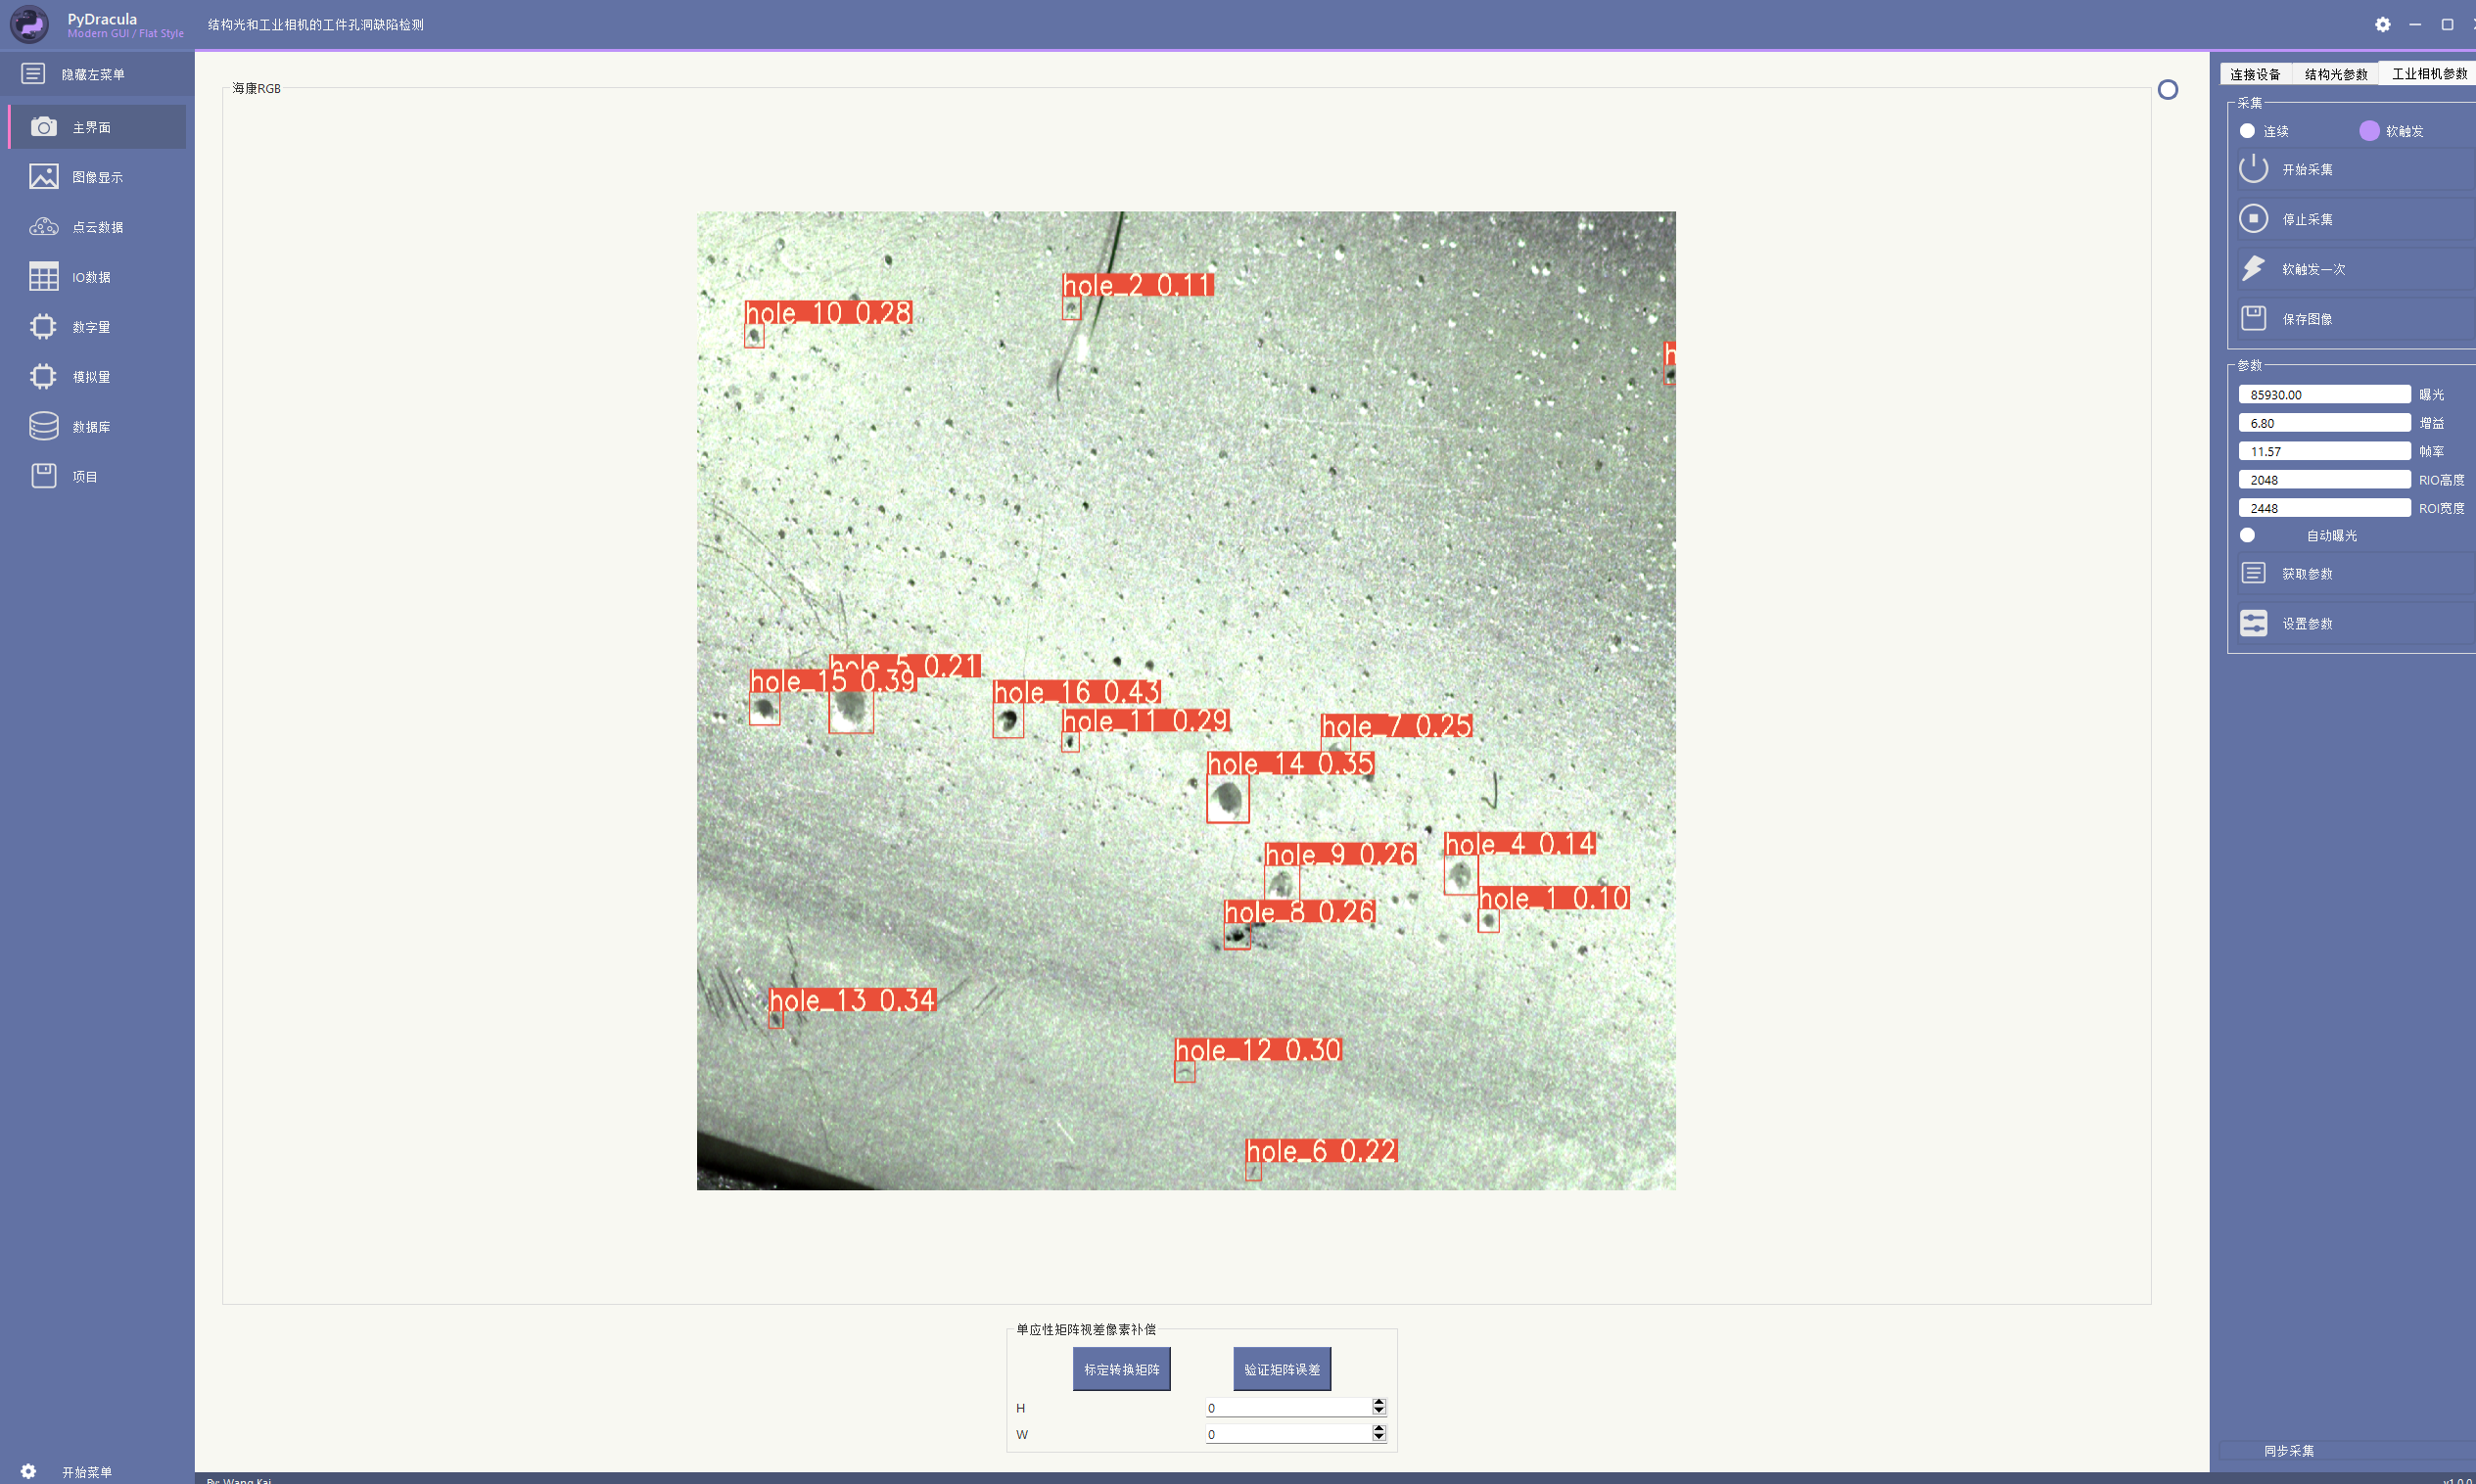 PyDracula
Modern GUI / Flat Style
结构光和工业相机的工件孔洞缺陷检测
隐藏左菜单
主界面
图像显示
点云数据
IO数据
数字量
模拟量
数据库
项目
开始菜单
海康RGB
hole_2 0.11
hole_10 0.28
h
hole_5 0.21
hole_15 0.39
hole_16 0.43
hole_11 0.29
hole_7 0.25
hole_14 0.35
hole_4 0.14
hole_9 0.26
hole_1 0.10
hole_8 0.26
hole_13 0.34
hole_12 0.30
hole_6 0.22
单应性矩阵视差像素补偿
标定转换矩阵
验证矩阵误差
H 0
W 0
连接设备
结构光参数
工业相机参数
采集
连续
软触发
开始采集
停止采集
软触发一次
保存图像
参数
85930.00 曝光
6.80 增益
11.57 帧率
2048 RIO高度
2448 ROI宽度
自动曝光
获取参数
设置参数
同步采集
By: Wang Kai
v1.0.0